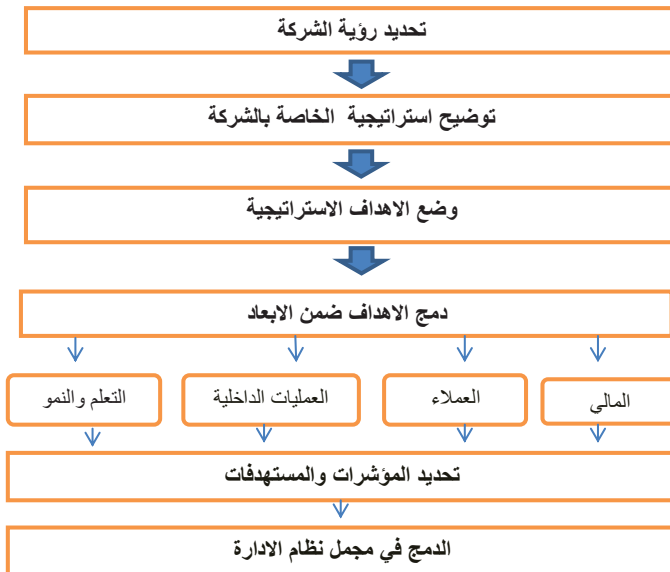 تحديد رؤية الشركة
توضيح استراتيجية الخاصة بالشركة
وضع الاهداف الاستراتيجية
دمج الاهداف ضمن الابعاد
المالي
العملاء
العمليات الداخلية
التعلم والنمو
تحديد المؤشرات والمستهدفات
الدمج في مجمل نظام الادارة